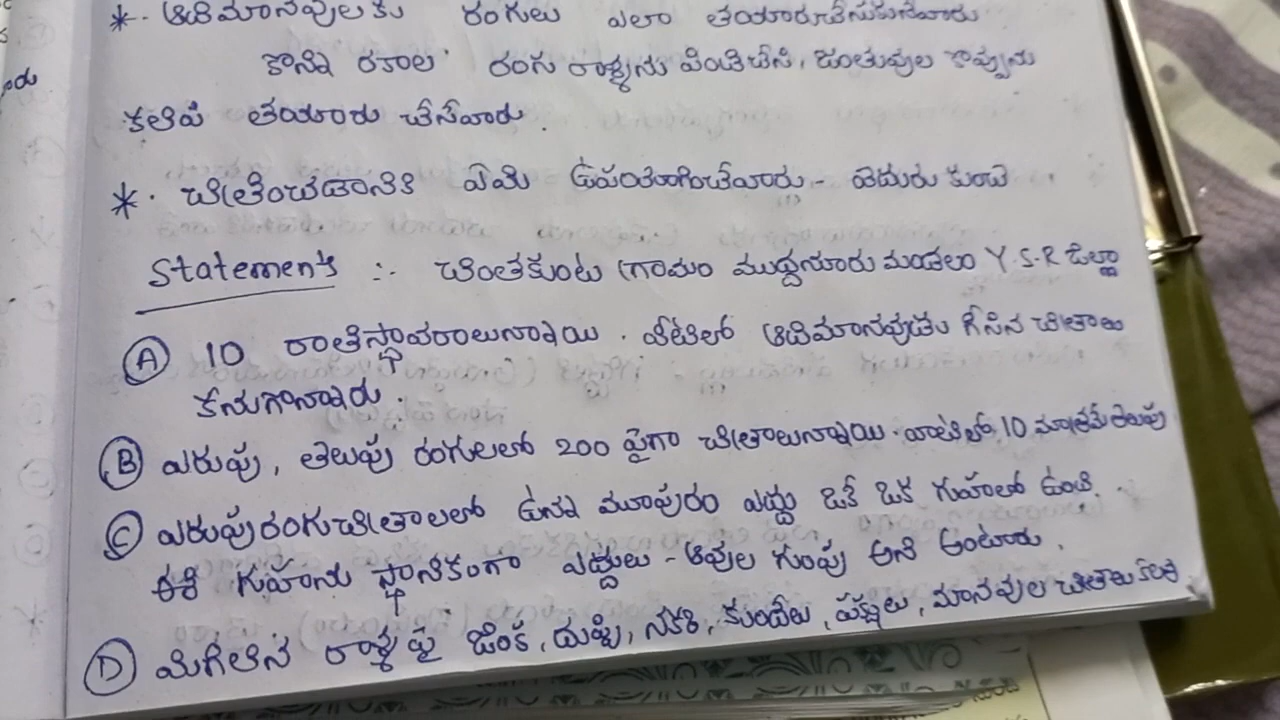 *. ఆదిమానవులకు రంగులు ఎలా తయారుచేసుకునేవారు
కొన్ని రకాల రంగు రాళ్ళను పిండిచేసి, జంతువుల కొవ్వును
కలిపి తయారు చేసేవారు.
*. చిత్రించడానికి ఏమి ఉపయోగించేవారు - వెదురు కుంచె
Statements :- చింతకుంట గ్రామం ముద్దనూరు మండలం Y.S.R జిల్లా
(A) 10 రాతిస్థావరాలున్నాయి. వీటిలో ఆదిమానవుడు గీసిన చిత్రాలు
కనుగొన్నారు.
(B) ఎరుపు, తెలుపు రంగులలో 200 పైగా చిత్రాలున్నాయి. వాటిలో 10 మాత్రమే తెలుపు
(C) ఎరుపురంగుచిత్రాలలో ఉన్న మూపురం ఎద్దు ఒకే ఒక గుహలో ఉంది.
ఈ గుహను స్థానికంగా ఎద్దులు - ఆవుల గుంపు అని అంటారు.
(D) మిగిలిన రాళ్ళపై జింక, దుప్పి, నక్క, కుందేలు, పక్షులు, మానవుల చిత్రాలు కలవు